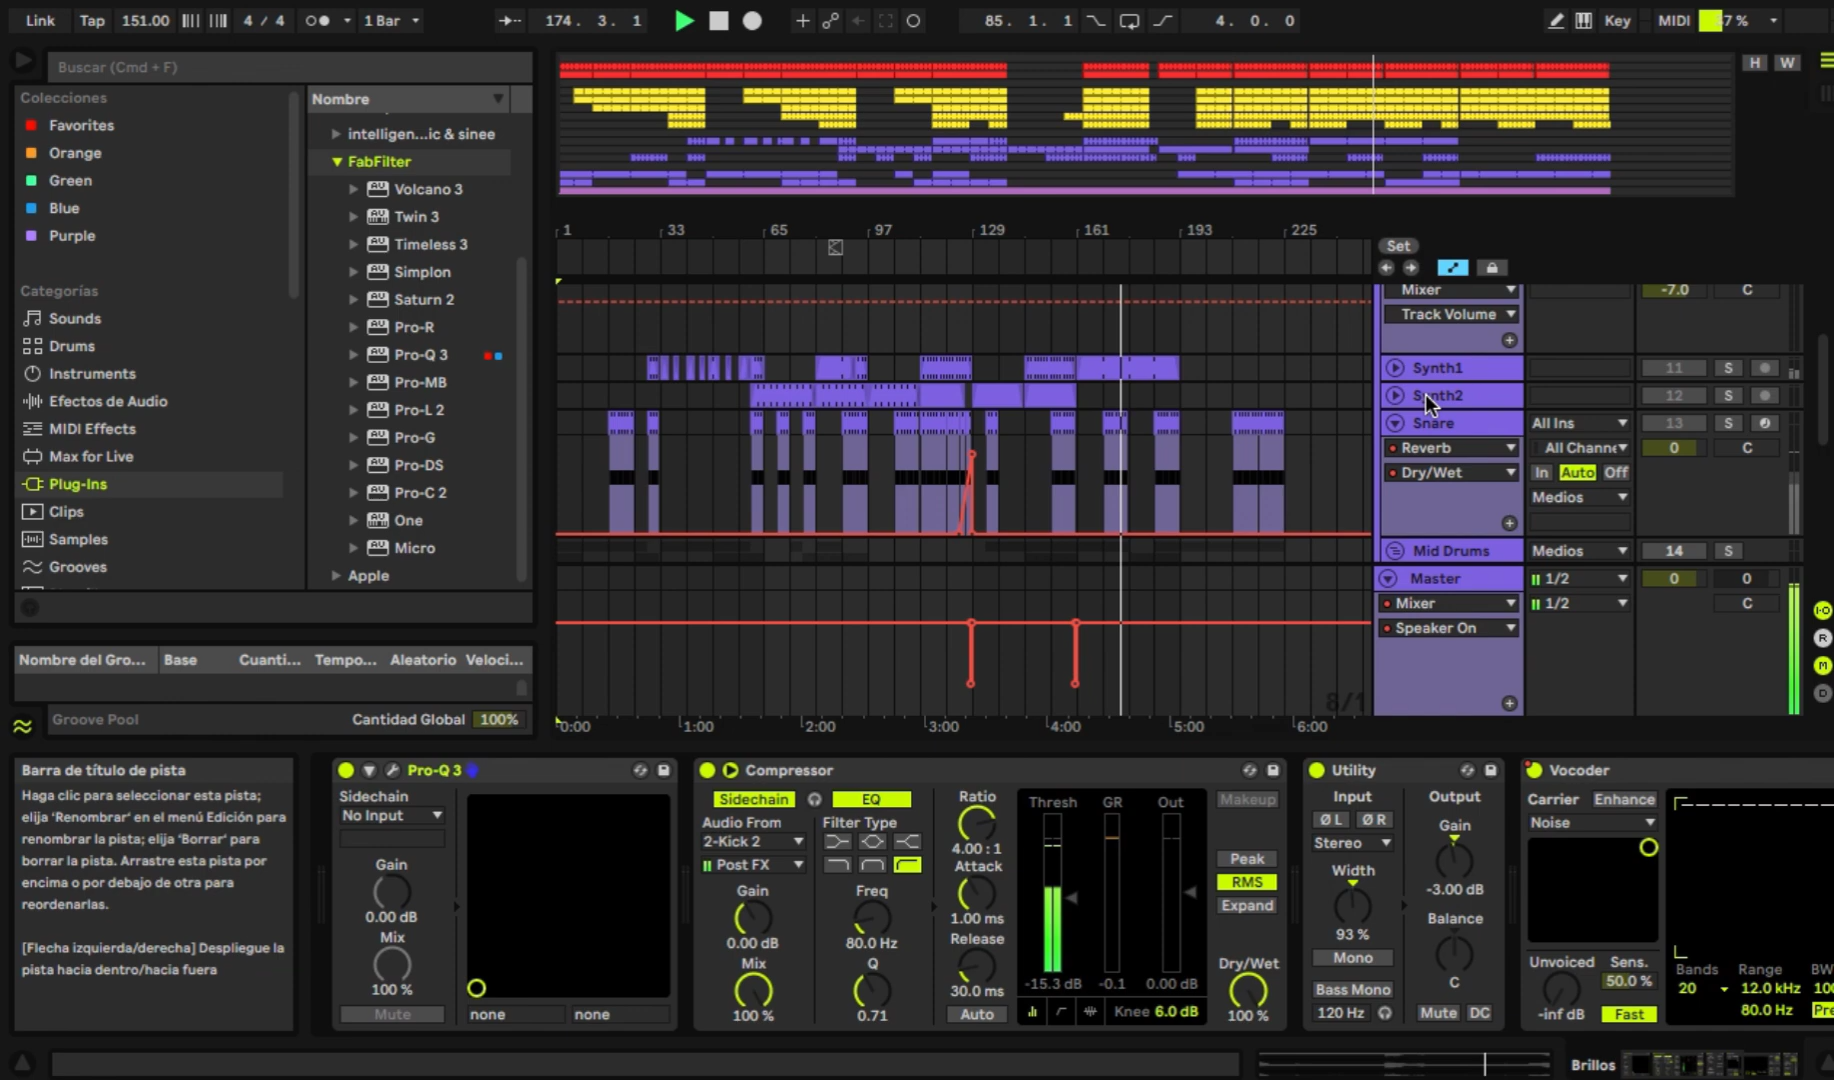 Link Tap 151.00 4 / 4 1 Bar 174. 3. 1 85. 1. 1 4. 0. 0 Key MIDI 37 %
Buscar (Cmd + F)
H W
Colecciones
Favorites
Orange
Green
Blue
Purple
Categorías
Sounds
Drums
Instruments
Efectos de Audio
MIDI Effects
Max for Live
Plug-Ins
Clips
Samples
Grooves
Nombre
intelligen...ic & sinee
FabFilter
Volcano 3
Twin 3
Timeless 3
Simplon
Saturn 2
Pro-R
Pro-Q 3
Pro-MB
Pro-L 2
Pro-G
Pro-DS
Pro-C 2
One
Micro
Apple
1 33 65 97 129 161 193 225
Set
Mixer -7.0 C
Track Volume
Synth1 11 S
Synth2 12 S
Snare All Ins 13 S
Reverb All Channe 0 C
Dry/Wet In Auto Off
Medios
Mid Drums Medios 14 S
Master 1/2 0 0
Mixer 1/2 C
Speaker On
8/1
0:00 1:00 2:00 3:00 4:00 5:00 6:00
I·O
R
M
D
Nombre del Gro... Base Cuanti... Tempo... Aleatorio Veloci...
Groove Pool Cantidad Global 100%
Barra de título de pista
Haga clic para seleccionar esta pista;
elija 'Renombrar' en el menú Edición para
renombrar la pista; elija 'Borrar' para
borrar la pista. Arrastre esta pista por
encima o por debajo de otra para
reordenarlas.
[Flecha izquierda/derecha] Despliegue la
pista hacia dentro/hacia fuera
Pro-Q 3
Sidechain
No Input
Gain
0.00 dB
Mix
100 %
Mute none none
Compressor
Sidechain EQ
Audio From Filter Type
2-Kick 2
Post FX
Gain Freq
0.00 dB 80.0 Hz
Mix Q
100 % 0.71
Ratio
4.00 : 1
Attack
1.00 ms
Release
30.0 ms
Auto
Thresh GR Out
-15.3 dB -0.1 0.00 dB
Knee 6.0 dB
Makeup
Peak
RMS
Expand
Dry/Wet
100 %
Utility
Input Output
Ø L Ø R Gain
Stereo
Width -3.00 dB
Balance
93 %
Mono
C
Bass Mono
120 Hz Mute DC
Vocoder
Carrier Enhance
Noise
Unvoiced Sens.
50.0 %
-inf dB Fast
Bands Range BW
20 12.0 kHz 100
80.0 Hz Pre
Brillos